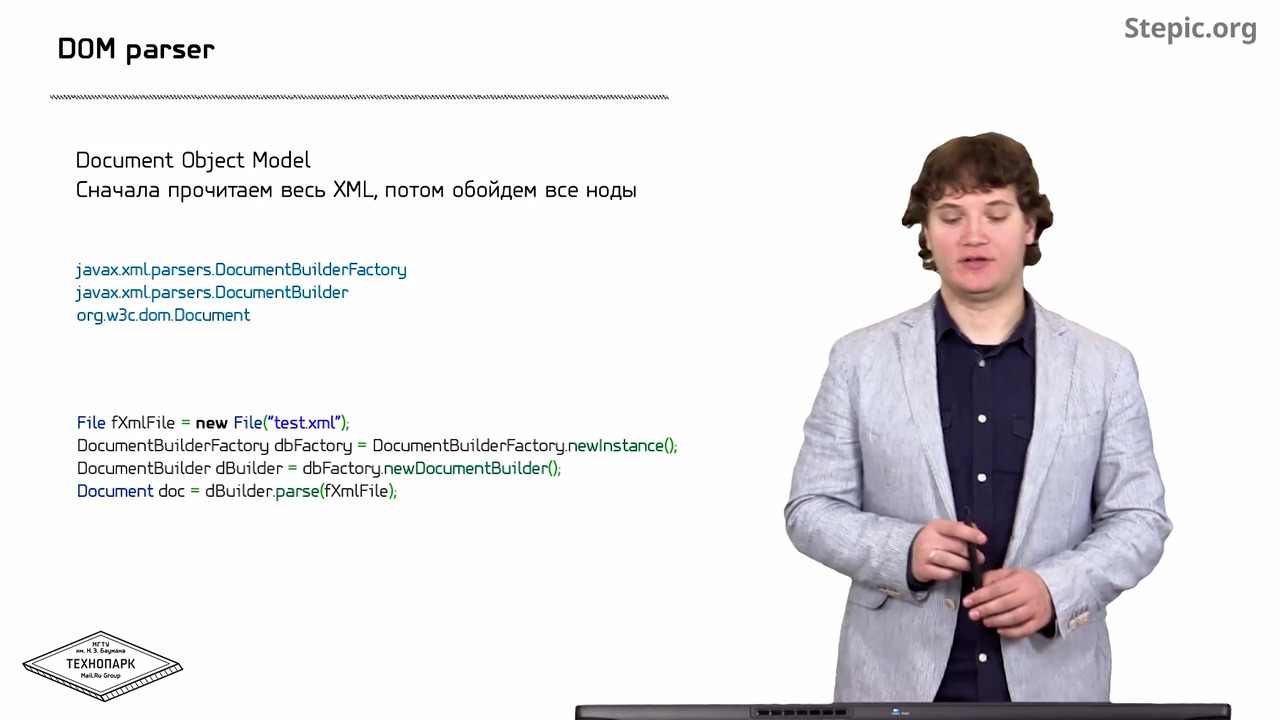 DOM parser
Stepic.org
Document Object Model
Сначала прочитаем весь XML, потом обойдем все ноды
javax.xml.parsers.DocumentBuilderFactory
javax.xml.parsers.DocumentBuilder
org.w3c.dom.Document
File fXmlFile = new File(“test.xml”);
DocumentBuilderFactory dbFactory = DocumentBuilderFactory.newInstance();
DocumentBuilder dBuilder = dbFactory.newDocumentBuilder();
Document doc = dBuilder.parse(fXmlFile);
МГТУ
им. Н.Э. Баумана
ТЕХНОПАРК
Mail.Ru Group